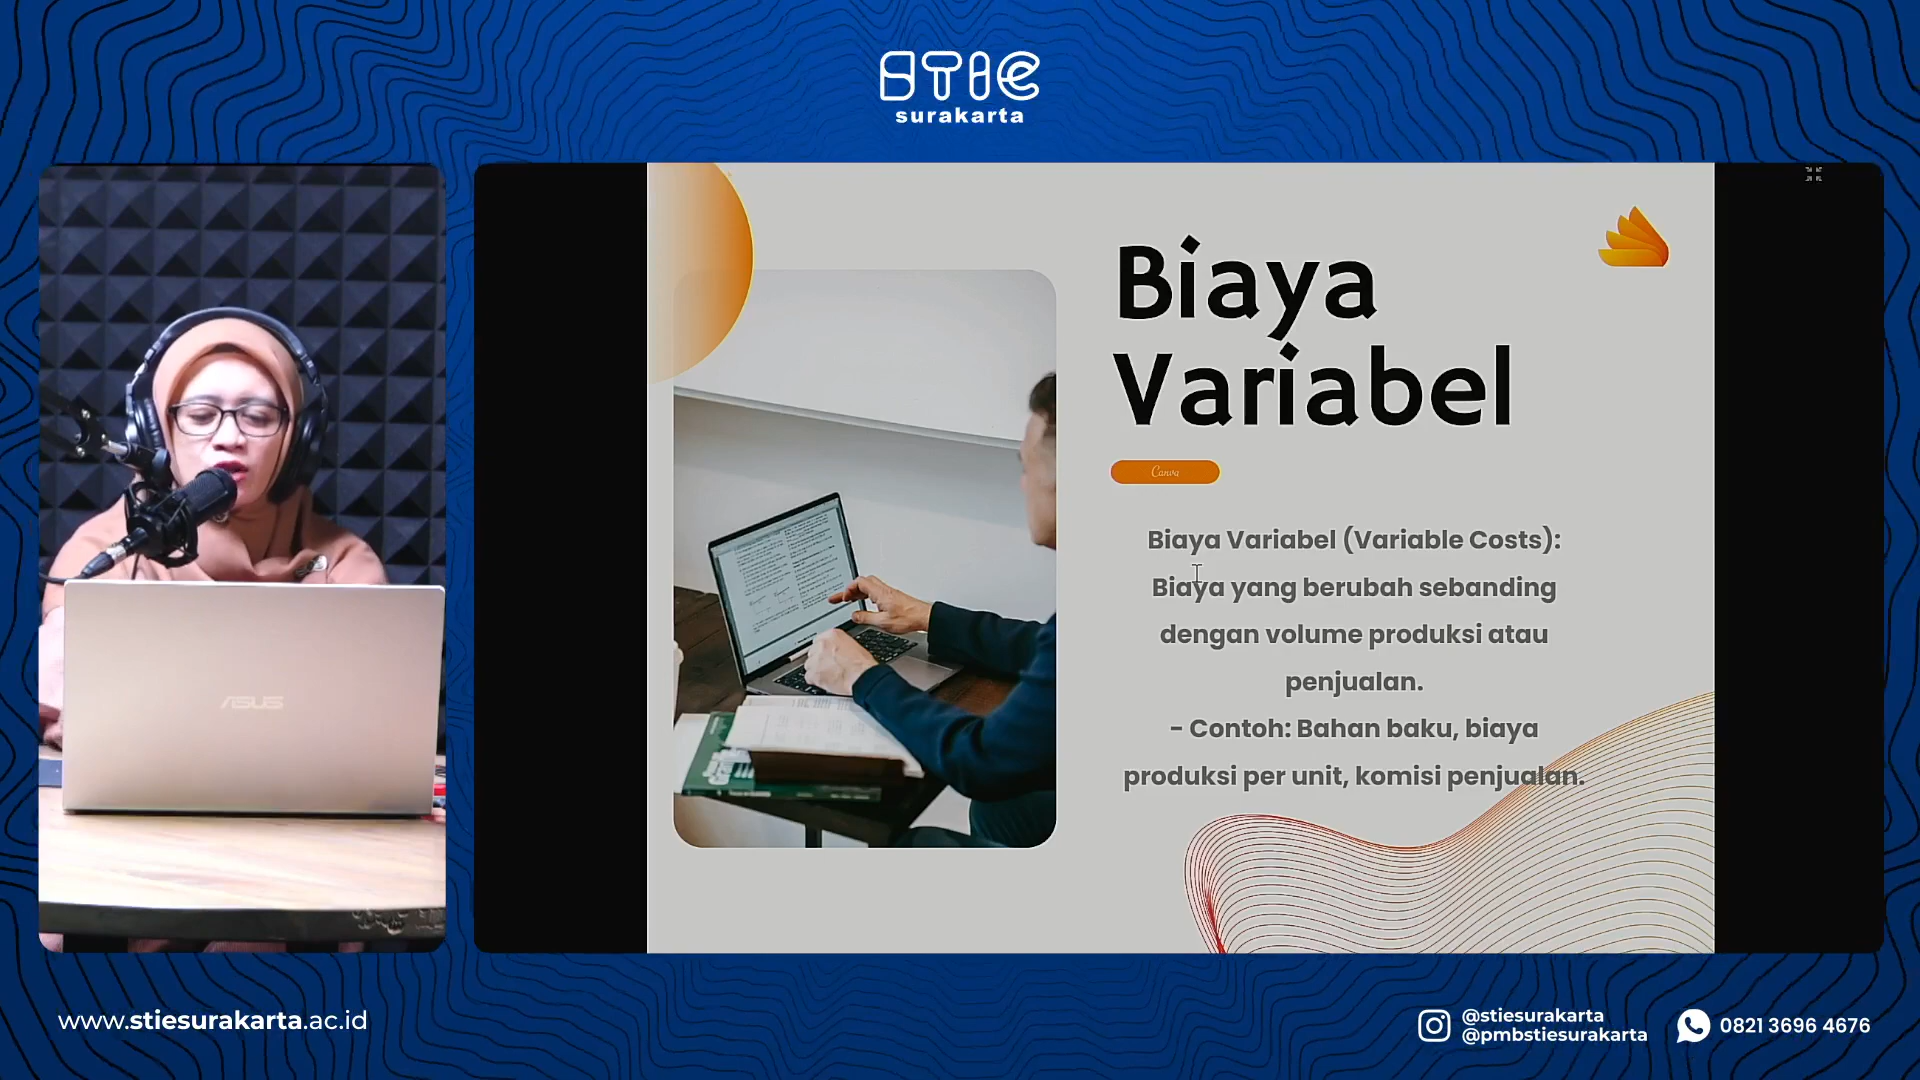 STIE
surakarta
Biaya
Variabel
Canva
Biaya Variabel (Variable Costs):
Biaya yang berubah sebanding
dengan volume produksi atau
penjualan.
- Contoh: Bahan baku, biaya
produksi per unit, komisi penjualan.
ASUS
www.stiesurakarta.ac.id
@stiesurakarta
@pmbstiesurakarta
0821 3696 4676